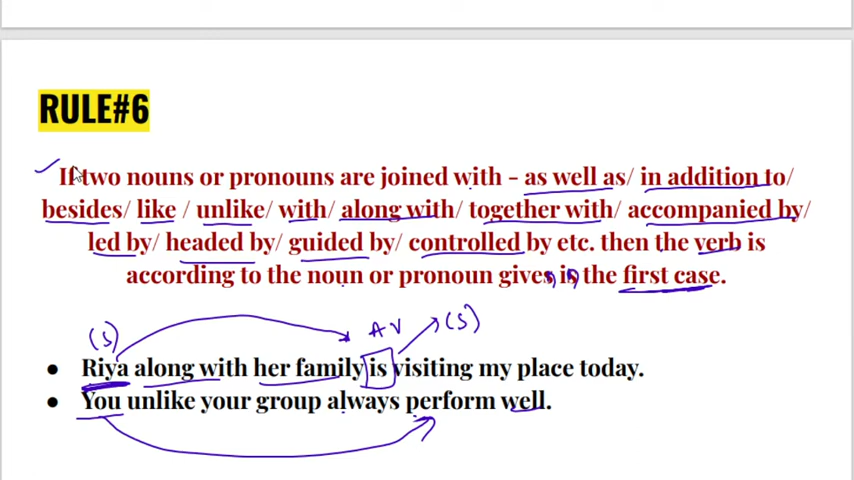 RULE#6
If two nouns or pronouns are joined with - as well as/ in addition to/
besides/ like / unlike/ with/ along with/ together with/ accompanied by/
led by/ headed by/ guided by/ controlled by etc. then the verb is
according to the noun or pronoun gives is the first case.
(S) AV (S)
● Riya along with her family is visiting my place today.
● You unlike your group always perform well.